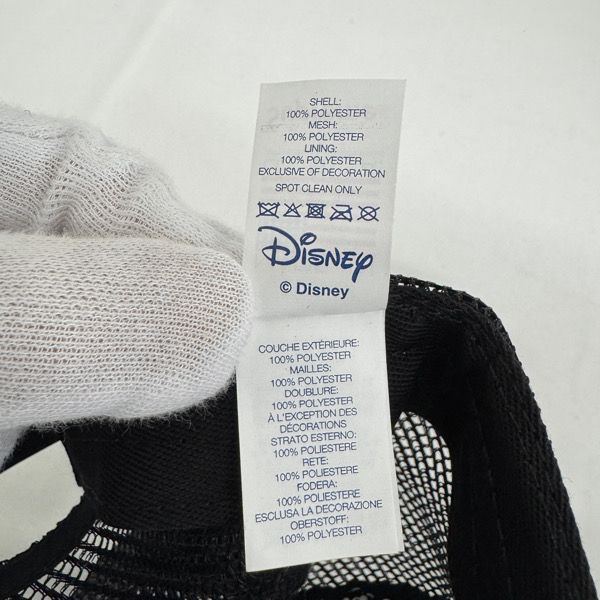 SHELL:
100% POLYESTER
MESH:
100% POLYESTER
LINING:
100% POLYESTER
EXCLUSIVE OF DECORATION
SPOT CLEAN ONLY
Disney
© Disney
COUCHE EXTÉRIEURE:
100% POLYESTER
MAILLES:
100% POLYESTER
DOUBLURE:
100% POLYESTER
À L'EXCEPTION DES
DÉCORATIONS
STRATO ESTERNO:
100% POLIESTERE
RETE:
100% POLIESTERE
FODERA:
100% POLIESTERE
ESCLUSA LA DECORAZIONE
OBERSTOFF:
100% POLYESTER